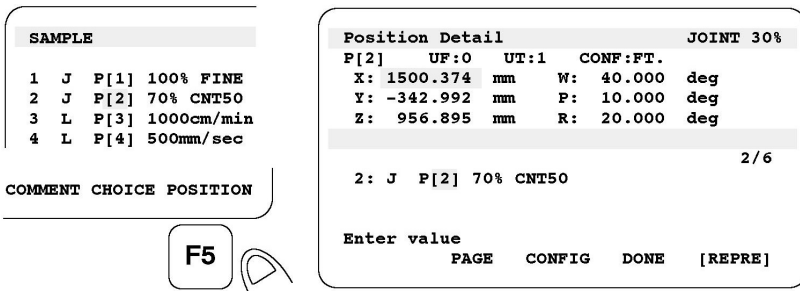 SAMPLE
1 J P[1] 100% FINE
2 J P[2] 70% CNT50
3 L P[3] 1000cm/min
4 L P[4] 500mm/sec
COMMENT CHOICE POSITION
F5
Position Detail JOINT 30%
P[2] UF:0 UT:1 CONF:FT.
X: 1500.374 mm W: 40.000 deg
Y: -342.992 mm P: 10.000 deg
Z: 956.895 mm R: 20.000 deg
2/6
2: J P[2] 70% CNT50
Enter value
PAGE CONFIG DONE [REPRE]